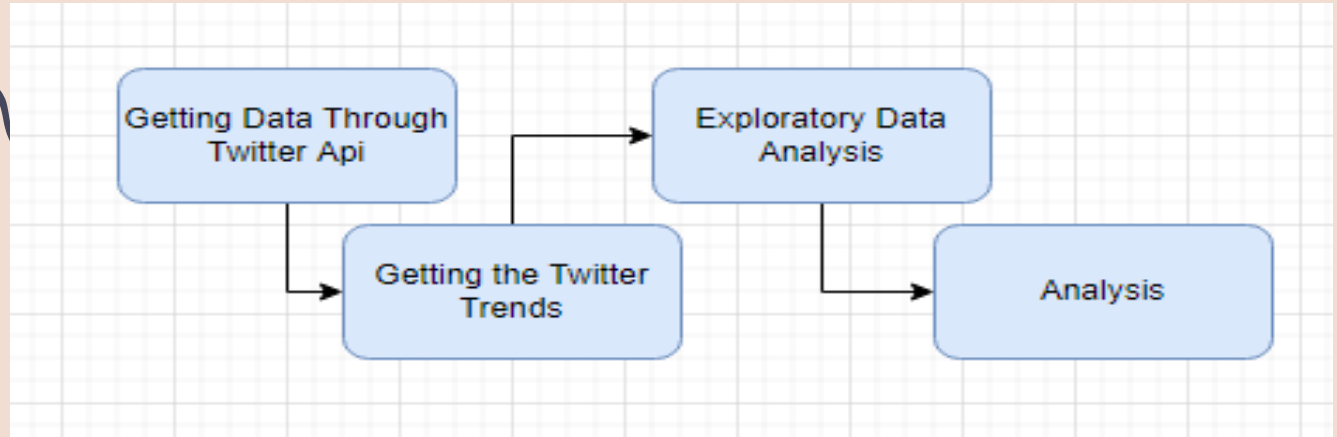 Getting Data Through
Twitter Api
Getting the Twitter
Trends
Exploratory Data
Analysis
Analysis